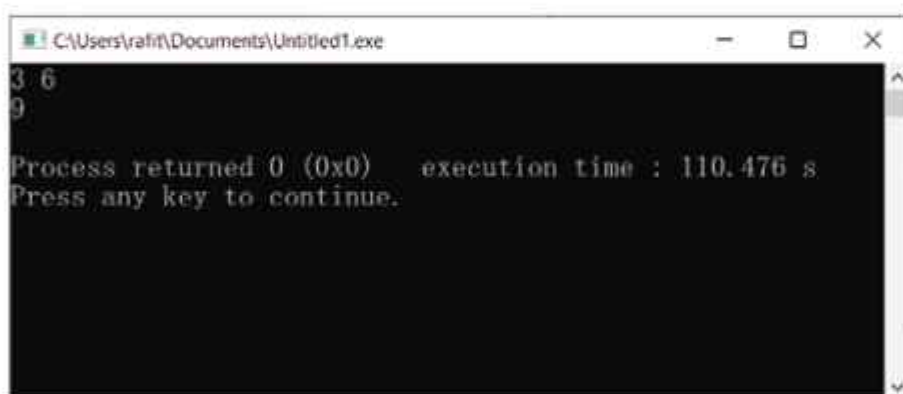 C:\Users\rafit\Documents\Untitled1.exe
3 6
9
Process returned 0 (0x0)   execution time : 110.476 s
Press any key to continue.